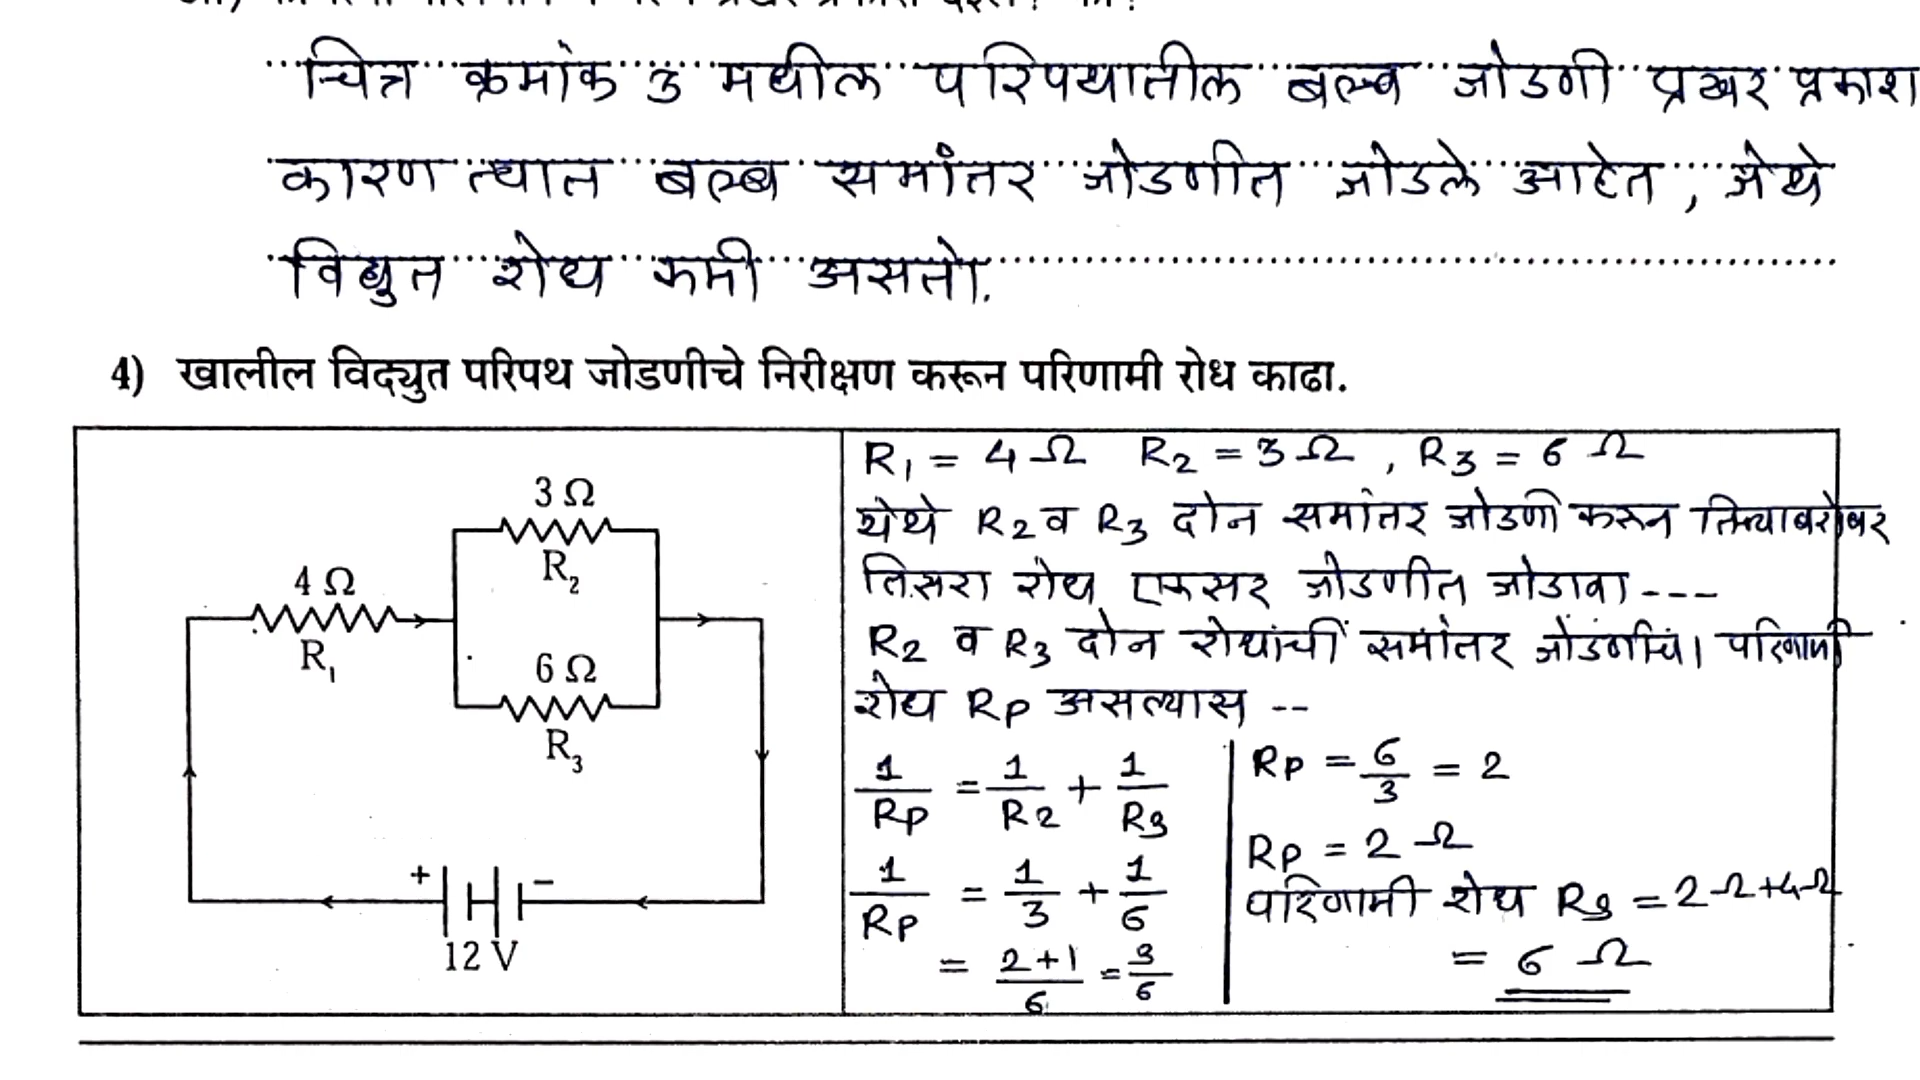 चित्र क्रमांक 3 मधील परिपथातील बल्ब जोडणी प्रखर प्रकाश
कारण त्यात बल्ब समांतर जोडणीत जोडले आहेत, जेथे
विद्युत रोध कमी असतो.
4) खालील विद्युत परिपथ जोडणीचे निरीक्षण करून परिणामी रोध काढा.
3 Ω
R₂
4 Ω
R₁
6 Ω
R₃
+ −
12 V
R₁ = 4 Ω R₂ = 3 Ω , R₃ = 6 Ω
येथे R₂ व R₃ दोन समांतर जोडणी करून तिच्याबरोबर
तिसरा रोध एकसर जोडणीत जोडावा ---
R₂ व R₃ दोन रोधांचीं समांतर जोडणीचा परिणामी
रोध Rp असल्यास --
1/Rp = 1/R₂ + 1/R₃
1/Rp = 1/3 + 1/6
= 2+1/6 = 3/6
Rp = 6/3 = 2
Rp = 2 Ω
परिणामी रोध Rs = 2 Ω + 4 Ω
= 6 Ω